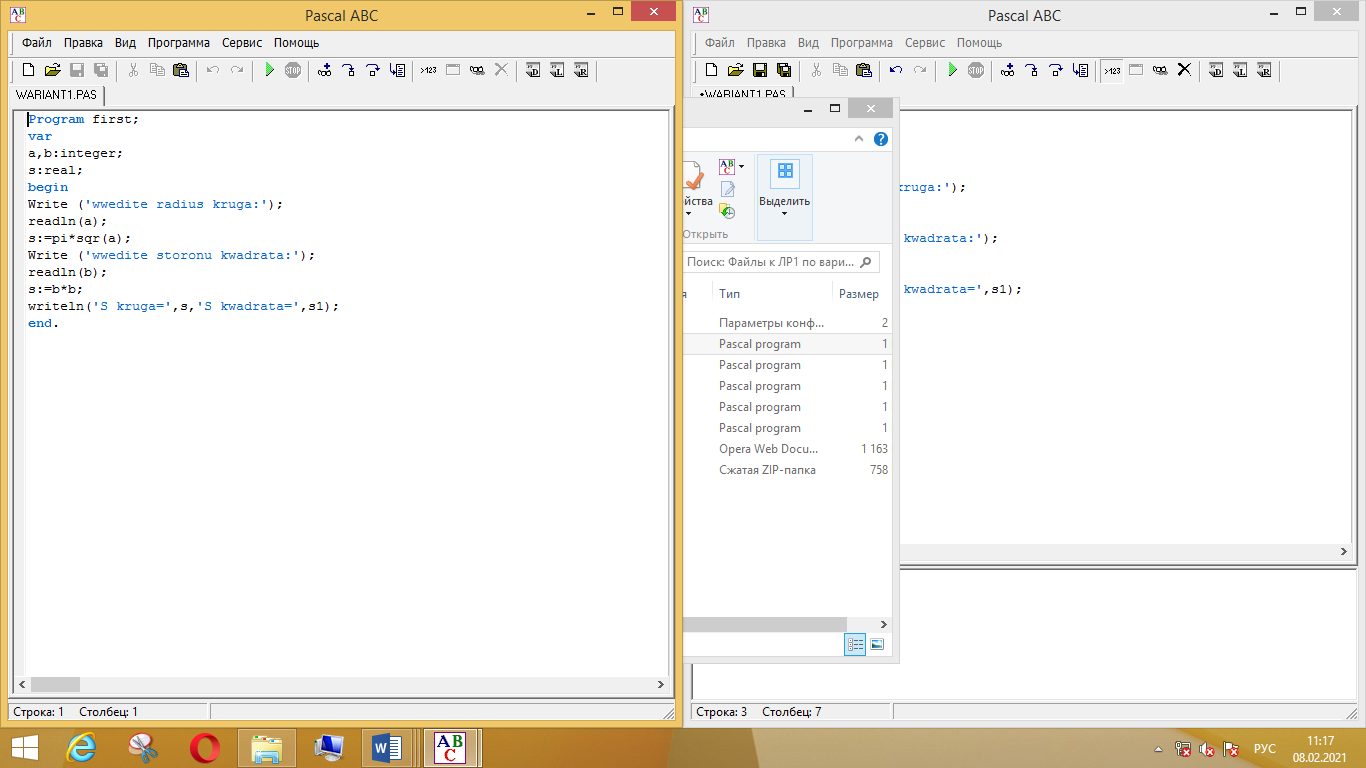 Pascal ABC
Файл Правка Вид Программа Сервис Помощь
WARIANT1.PAS
Program first;
var
a,b:integer;
s:real;
begin
Write ('wwedite radius kruga:');
readln(a);
s:=pi*sqr(a);
Write ('wwedite storonu kwadrata:');
readln(b);
s:=b*b;
writeln('S kruga=',s,'S kwadrata=',s1);
end.
Строка: 1 Столбец: 1
Pascal ABC
Файл Правка Вид Программа Сервис Помощь
•WARIANT1.PAS
kruga:');
kwadrata:');
kwadrata=',s1);
Строка: 3 Столбец: 7
йства
Выделить
Открыть
Поиск: Файлы к ЛР1 по вари...
я Тип Размер
Параметры конф... 2
Pascal program 1
Pascal program 1
Pascal program 1
Pascal program 1
Pascal program 1
Opera Web Docu... 1 163
Сжатая ZIP-папка 758
РУС
11:17
08.02.2021